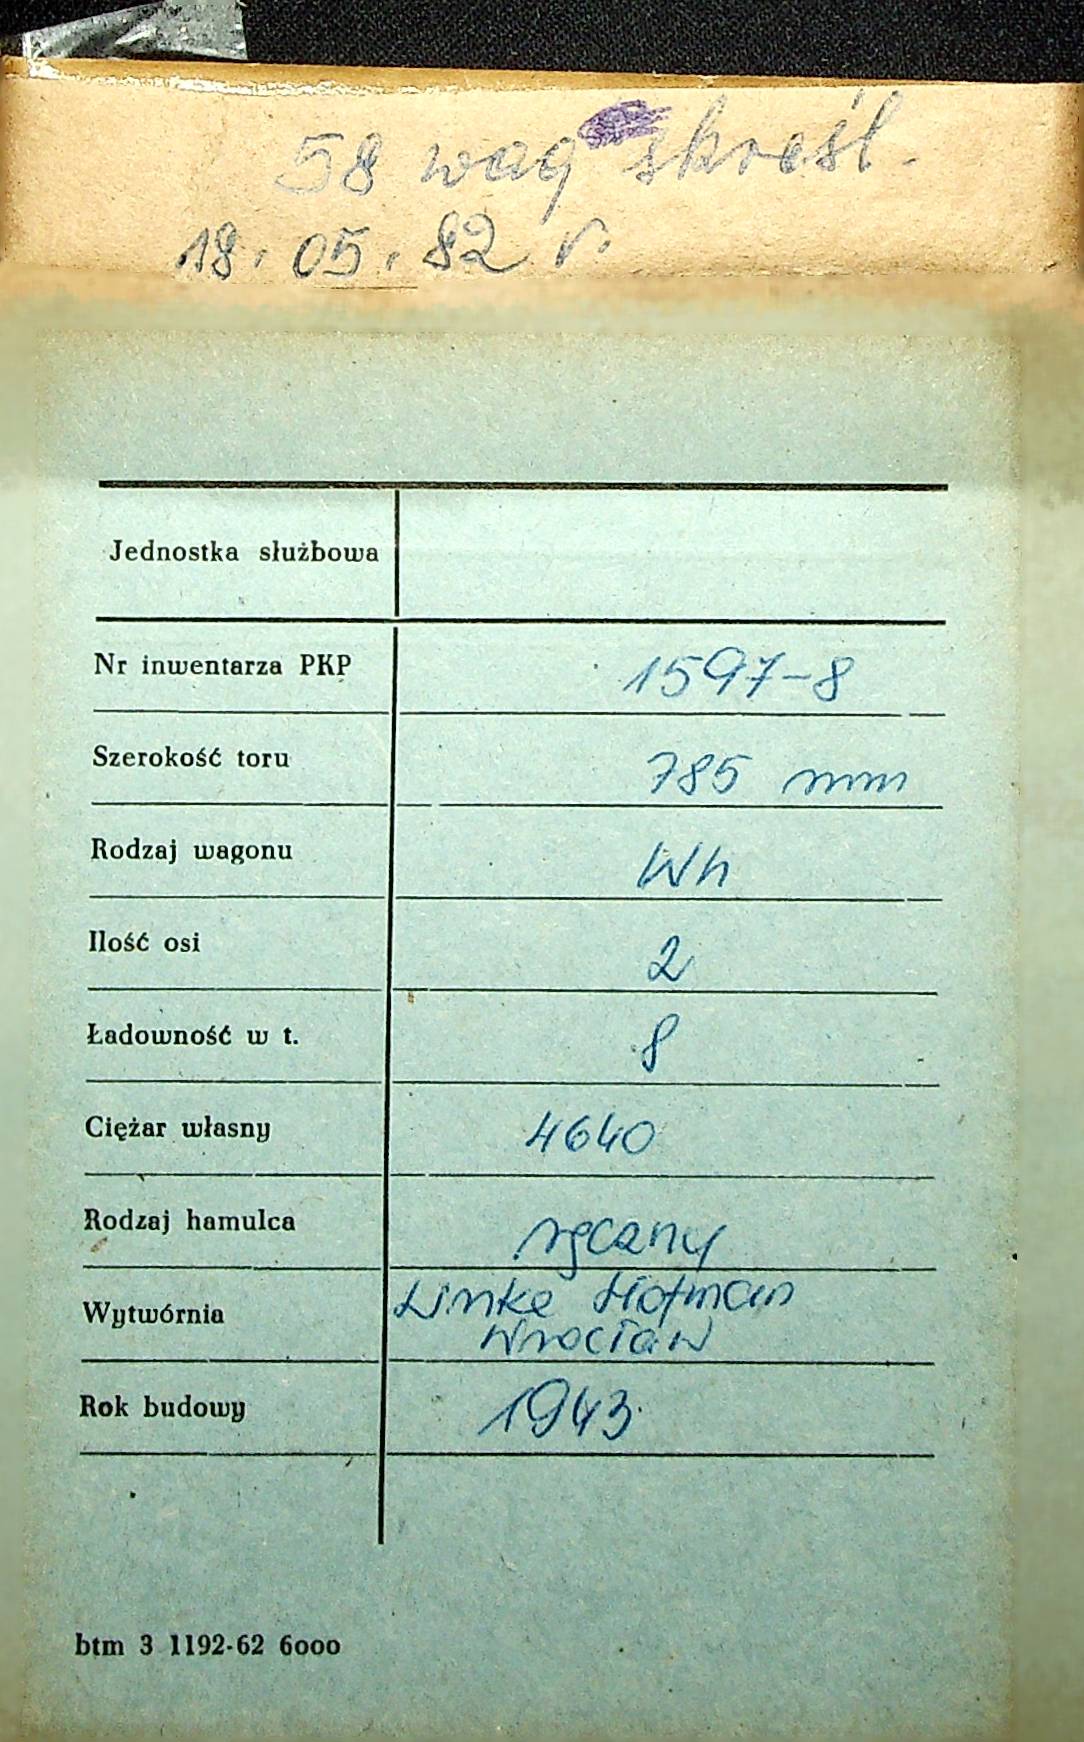 58 wag skreśl.
18.05.82 r.
Jednostka służbowa
Nr inwentarza PKP 1597-8
Szerokość toru 785 mm
Rodzaj wagonu Wh
Ilość osi 2
Ładowność w t. 8
Ciężar własny 4640
Rodzaj hamulca ręczny
Wytwórnia Linke Hofman
Wrocław
Rok budowy 1943
btm 3 1192-62 6000